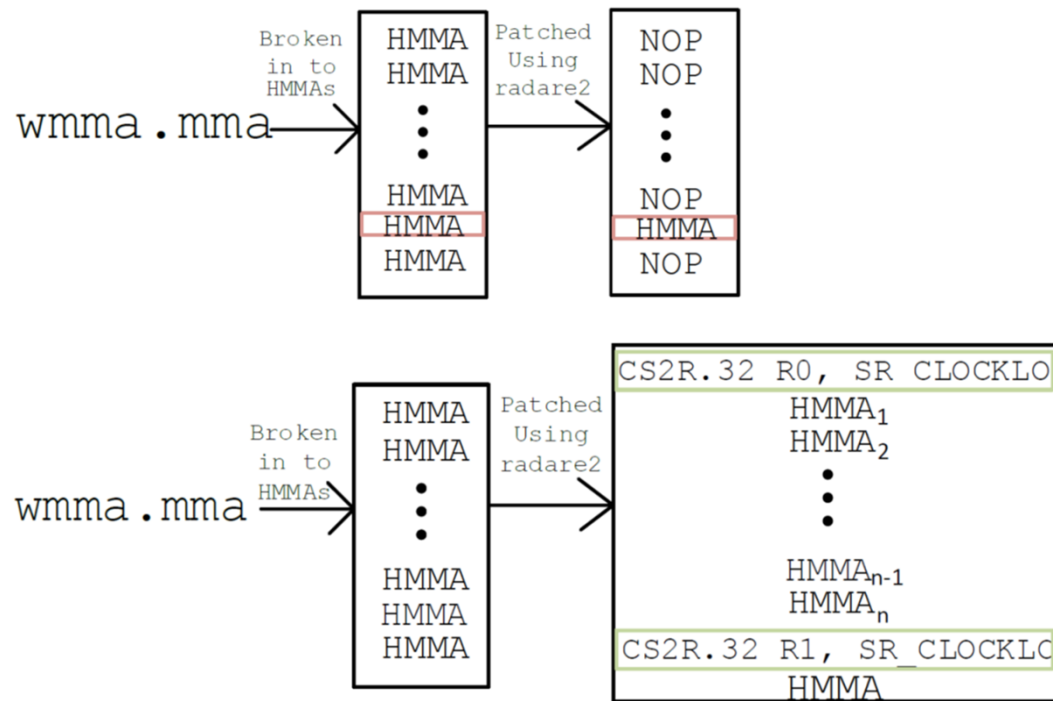 wmma.mma
Broken
in to
HMMAs
HMMA
HMMA
HMMA
HMMA
HMMA
Patched
Using
radare2
NOP
NOP
NOP
HMMA
NOP
wmma.mma
Broken
in to
HMMAs
HMMA
HMMA
HMMA
HMMA
HMMA
Patched
Using
radare2
CS2R.32 R0, SR CLOCKLO
HMMA1
HMMA2
HMMAn-1
HMMAn
CS2R.32 R1, SR_CLOCKLO
HMMA